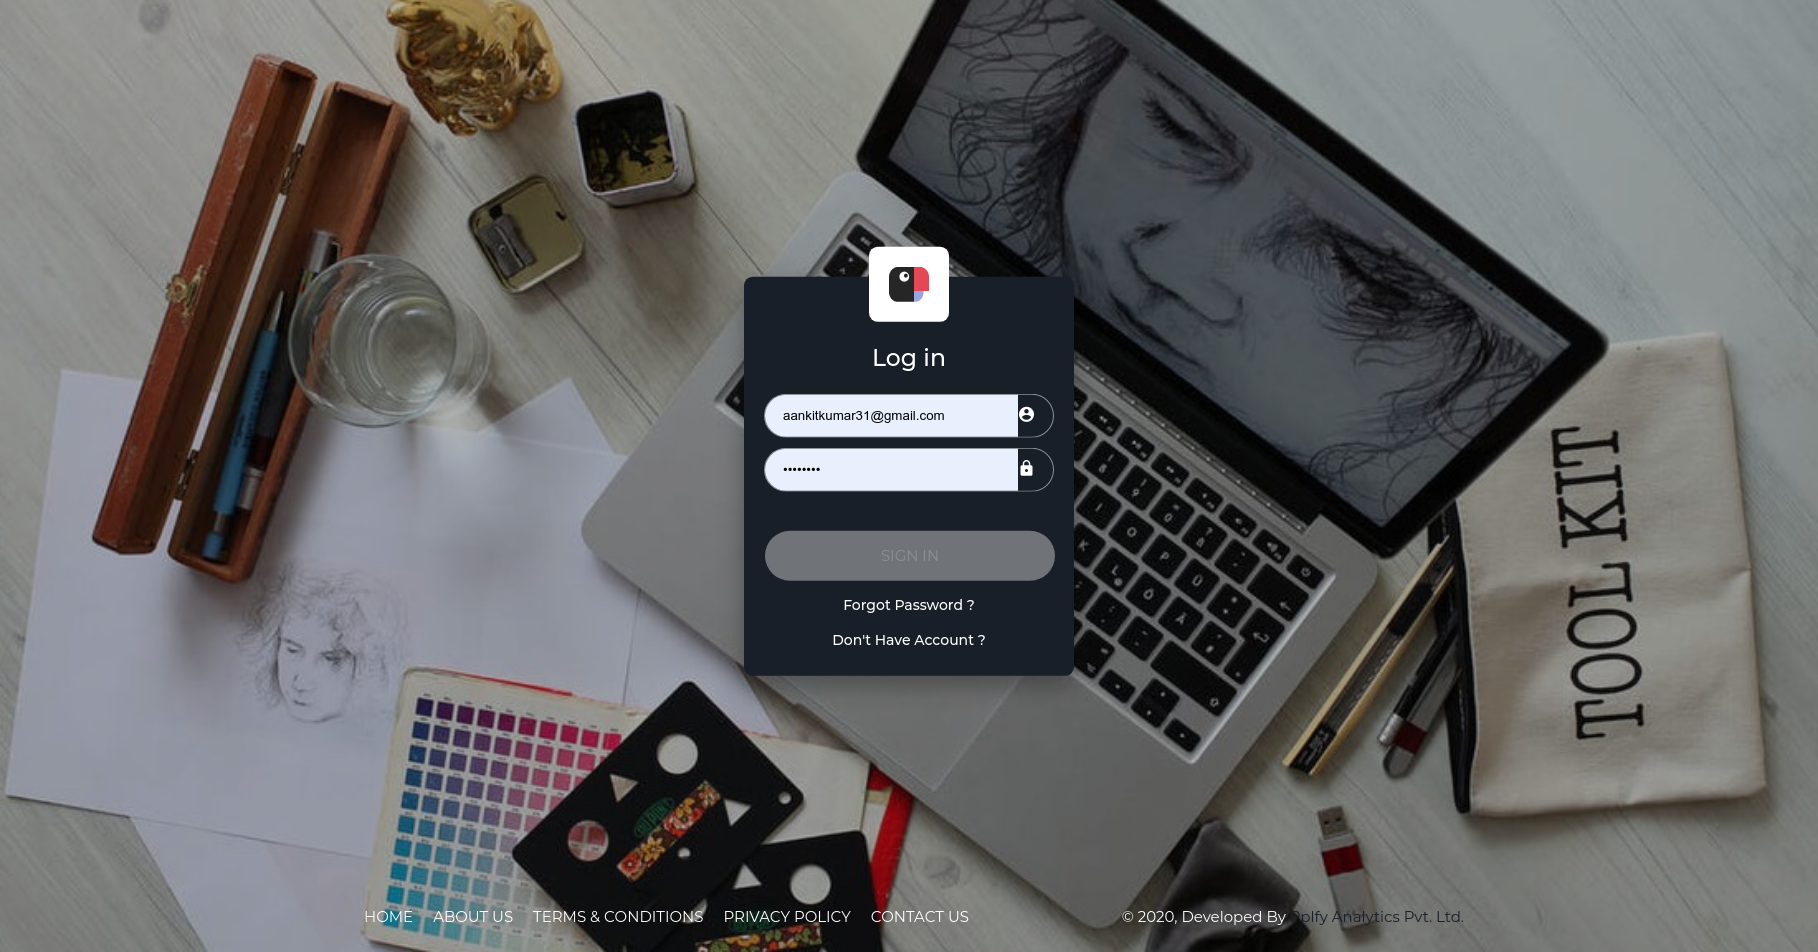 Log in
aankitkumar31@gmail.com
••••••••
SIGN IN
Forgot Password ?
Don't Have Account ?
TOOL KIT
HOME ABOUT US TERMS & CONDITIONS PRIVACY POLICY CONTACT US
© 2020, Developed By Analytics Pvt. Ltd.